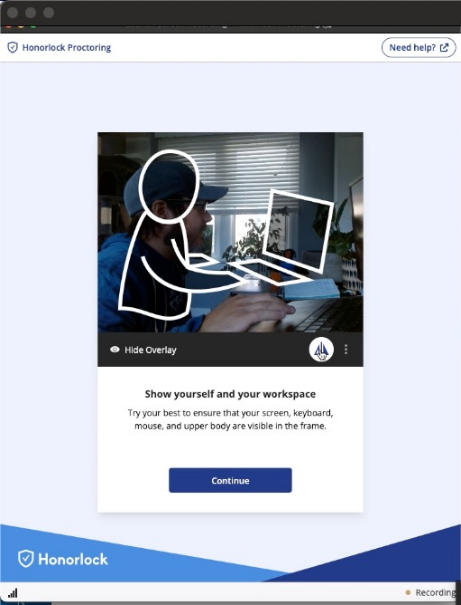 Honorlock Proctoring
Need help?
Hide Overlay
Show yourself and your workspace
Try your best to ensure that your screen, keyboard,
mouse, and upper body are visible in the frame.
Continue
Honorlock
Recording